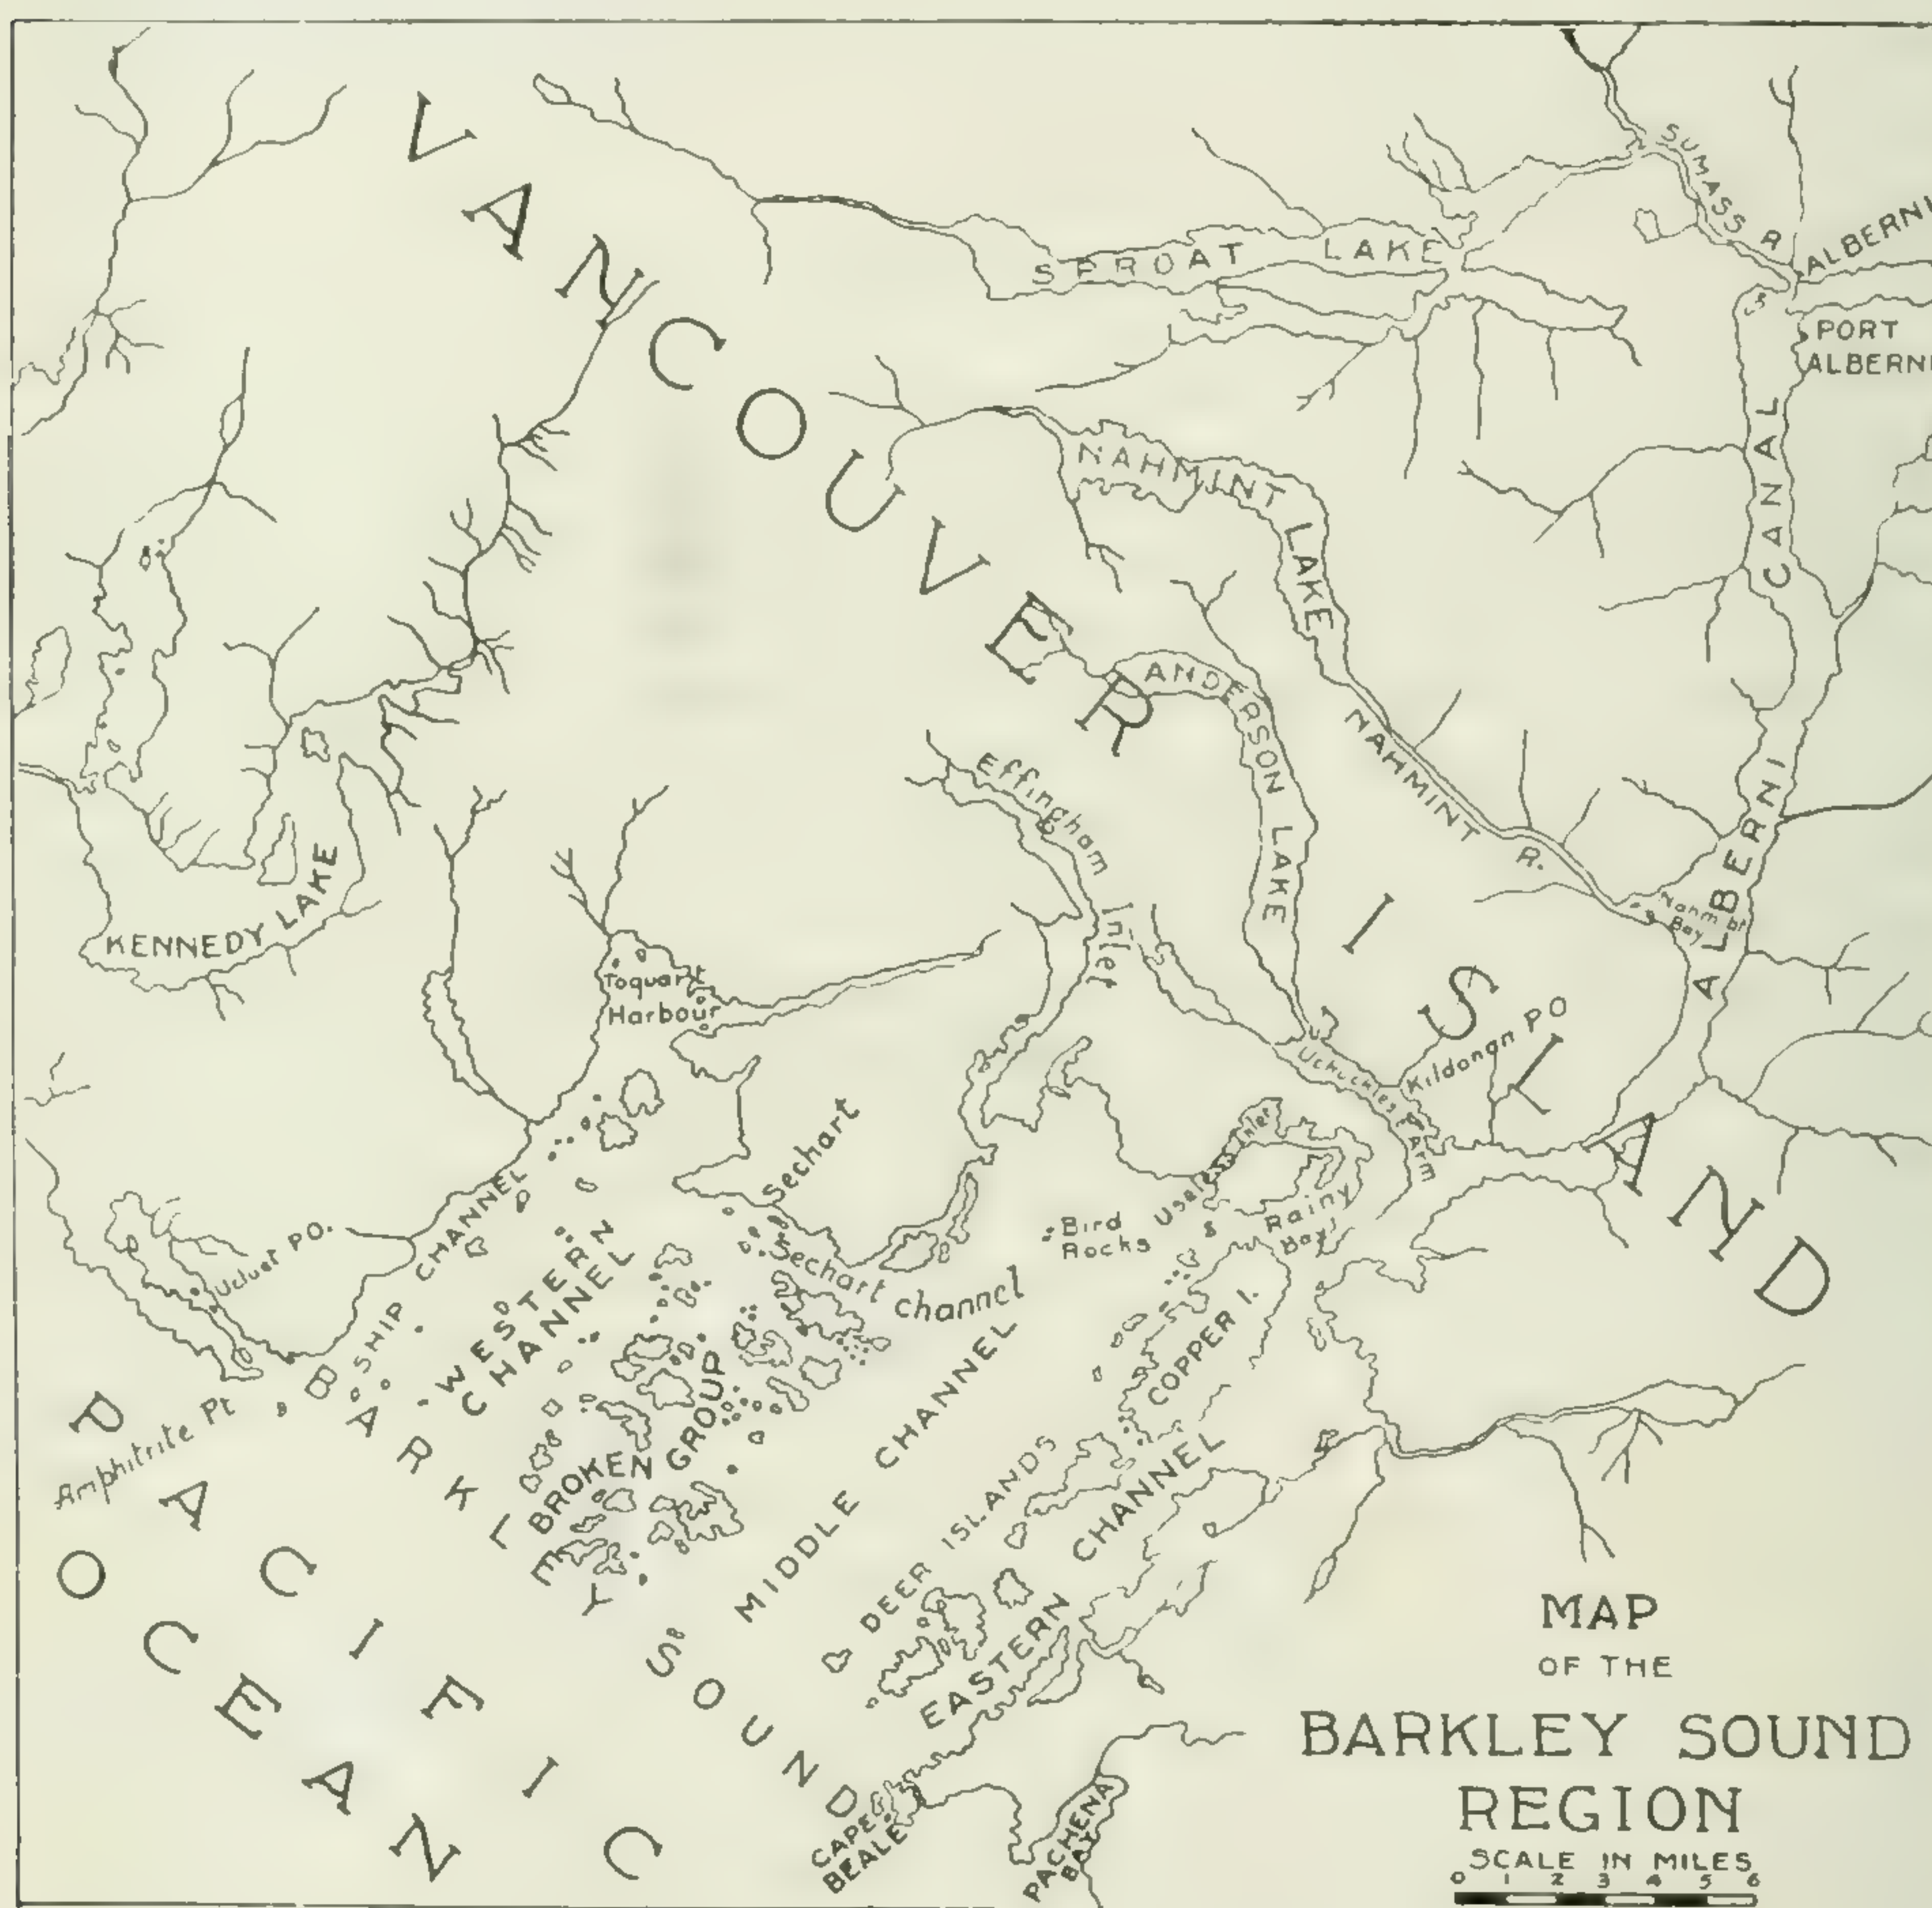 VANCOUVER ISLAND
SUMASS R
ALBERNI
SPROAT LAKE
PORT
ALBERNI
NAHMINT LAKE
ALBERNI CANAL
ANDERSON LAKE
NAHMINT R.
Effingham Inlet
KENNEDY LAKE
Toquart
Harbour
Bay
Kildonan PO
Arm
Sechart
Inlet
Rainy
Bay
Bird
Rocks
Ucluet PO.
SHIP CHANNEL
WESTERN
CHANNEL
Sechart channel
COPPER I.
BROKEN GROUP
Amphitrite Pt
BARKLEY SOUND
MIDDLE CHANNEL
DEER ISLANDS
EASTERN CHANNEL
PACIFIC
OCEAN
CAPE
BEALE
PACHENA
BAY
MAP
OF THE
BARKLEY SOUND
REGION
SCALE IN MILES
0 1 2 3 4 5 6